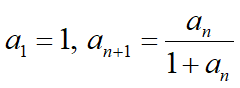 a₁ = 1, aₙ₊₁ = aₙ / (1 + aₙ)